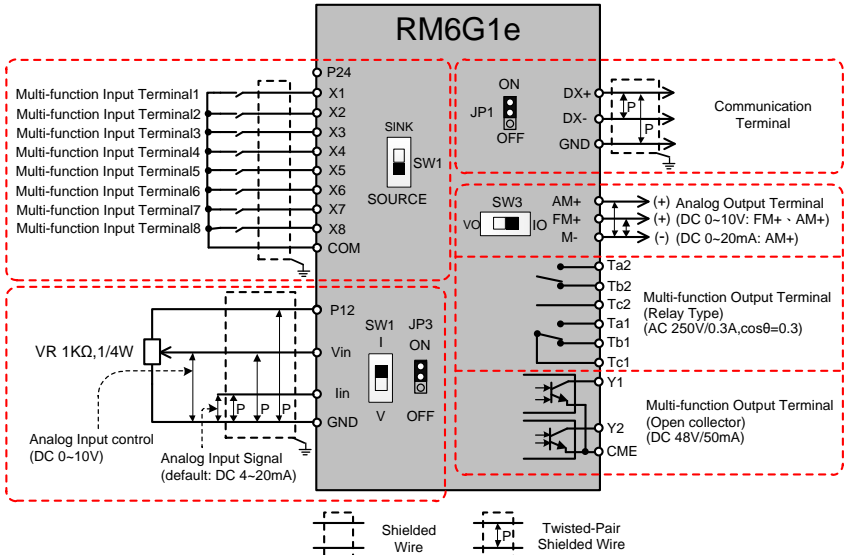 RM6G1e
P24
Multi-function Input Terminal1 X1
Multi-function Input Terminal2 X2
Multi-function Input Terminal3 X3
Multi-function Input Terminal4 X4
Multi-function Input Terminal5 X5
Multi-function Input Terminal6 X6
Multi-function Input Terminal7 X7
Multi-function Input Terminal8 X8
COM
SINK
SW1
SOURCE
ON
JP1
OFF
DX+
DX-
GND
P
P
Communication
Terminal
SW3
VO IO
AM+ (+) Analog Output Terminal
FM+ (+) (DC 0~10V: FM+、AM+)
M- (-) (DC 0~20mA: AM+)
Ta2
Tb2
Tc2
Ta1
Tb1
Tc1
Multi-function Output Terminal
(Relay Type)
(AC 250V/0.3A,cosθ=0.3)
Y1
Y2
CME
Multi-function Output Terminal
(Open collector)
(DC 48V/50mA)
P12
Vin
Iin
GND
VR 1KΩ,1/4W
P P P
SW1 JP3
I ON
V OFF
Analog Input control
(DC 0~10V)
Analog Input Signal
(default: DC 4~20mA)
Shielded
Wire
P
Twisted-Pair
Shielded Wire